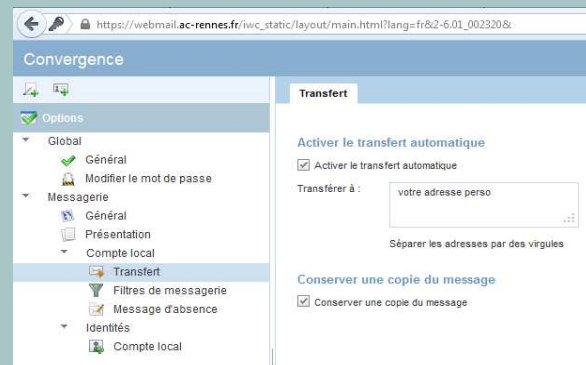 https://webmail.ac-rennes.fr/iwc_static/layout/main.html?lang=fr&2-6.01_002320&
Convergence
Options
Global
Général
Modifier le mot de passe
Messagerie
Général
Présentation
Compte local
Transfert
Filtres de messagerie
Message d'absence
Identités
Compte local
Transfert
Activer le transfert automatique
Activer le transfert automatique
Transférer à :
votre adresse perso
Séparer les adresses par des virgules
Conserver une copie du message
Conserver une copie du message